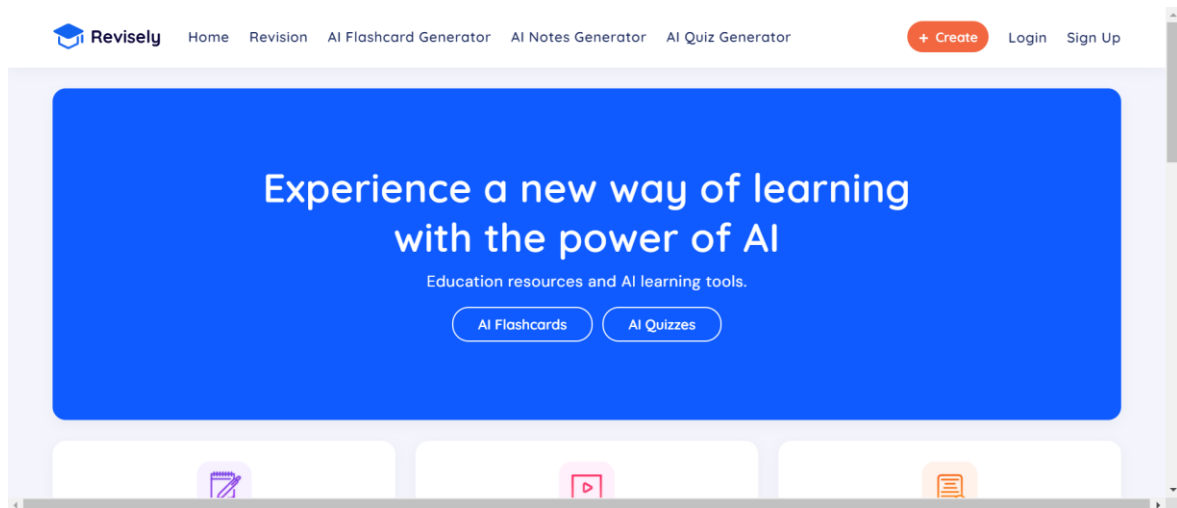 Revisely Home Revision AI Flashcard Generator AI Notes Generator AI Quiz Generator + Create Login Sign Up
Experience a new way of learning
with the power of AI
Education resources and AI learning tools.
AI Flashcards AI Quizzes